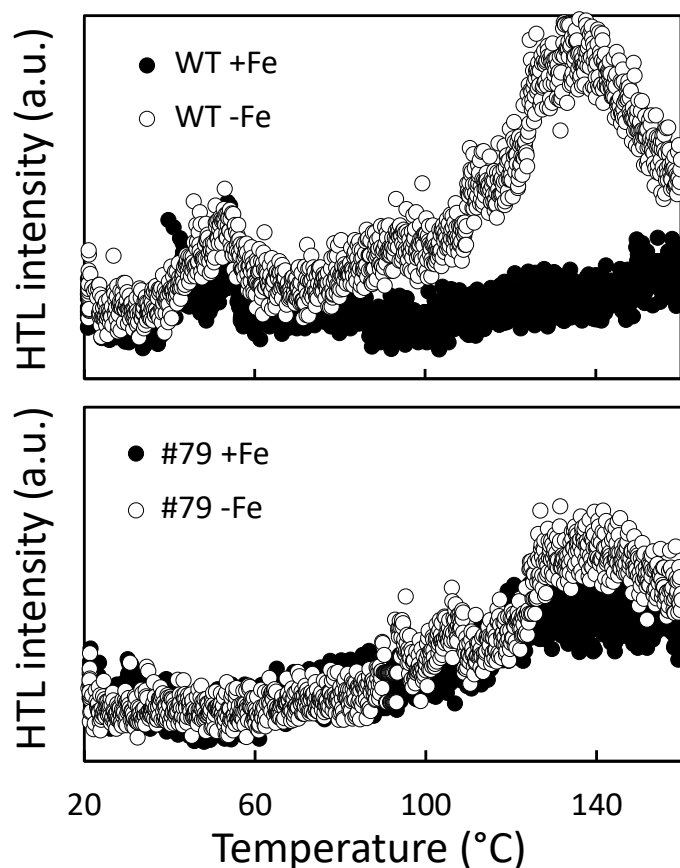 HTL intensity (a.u.)
WT +Fe
WT -Fe
HTL intensity (a.u.)
#79 +Fe
#79 -Fe
20 60 100 140
Temperature (°C)